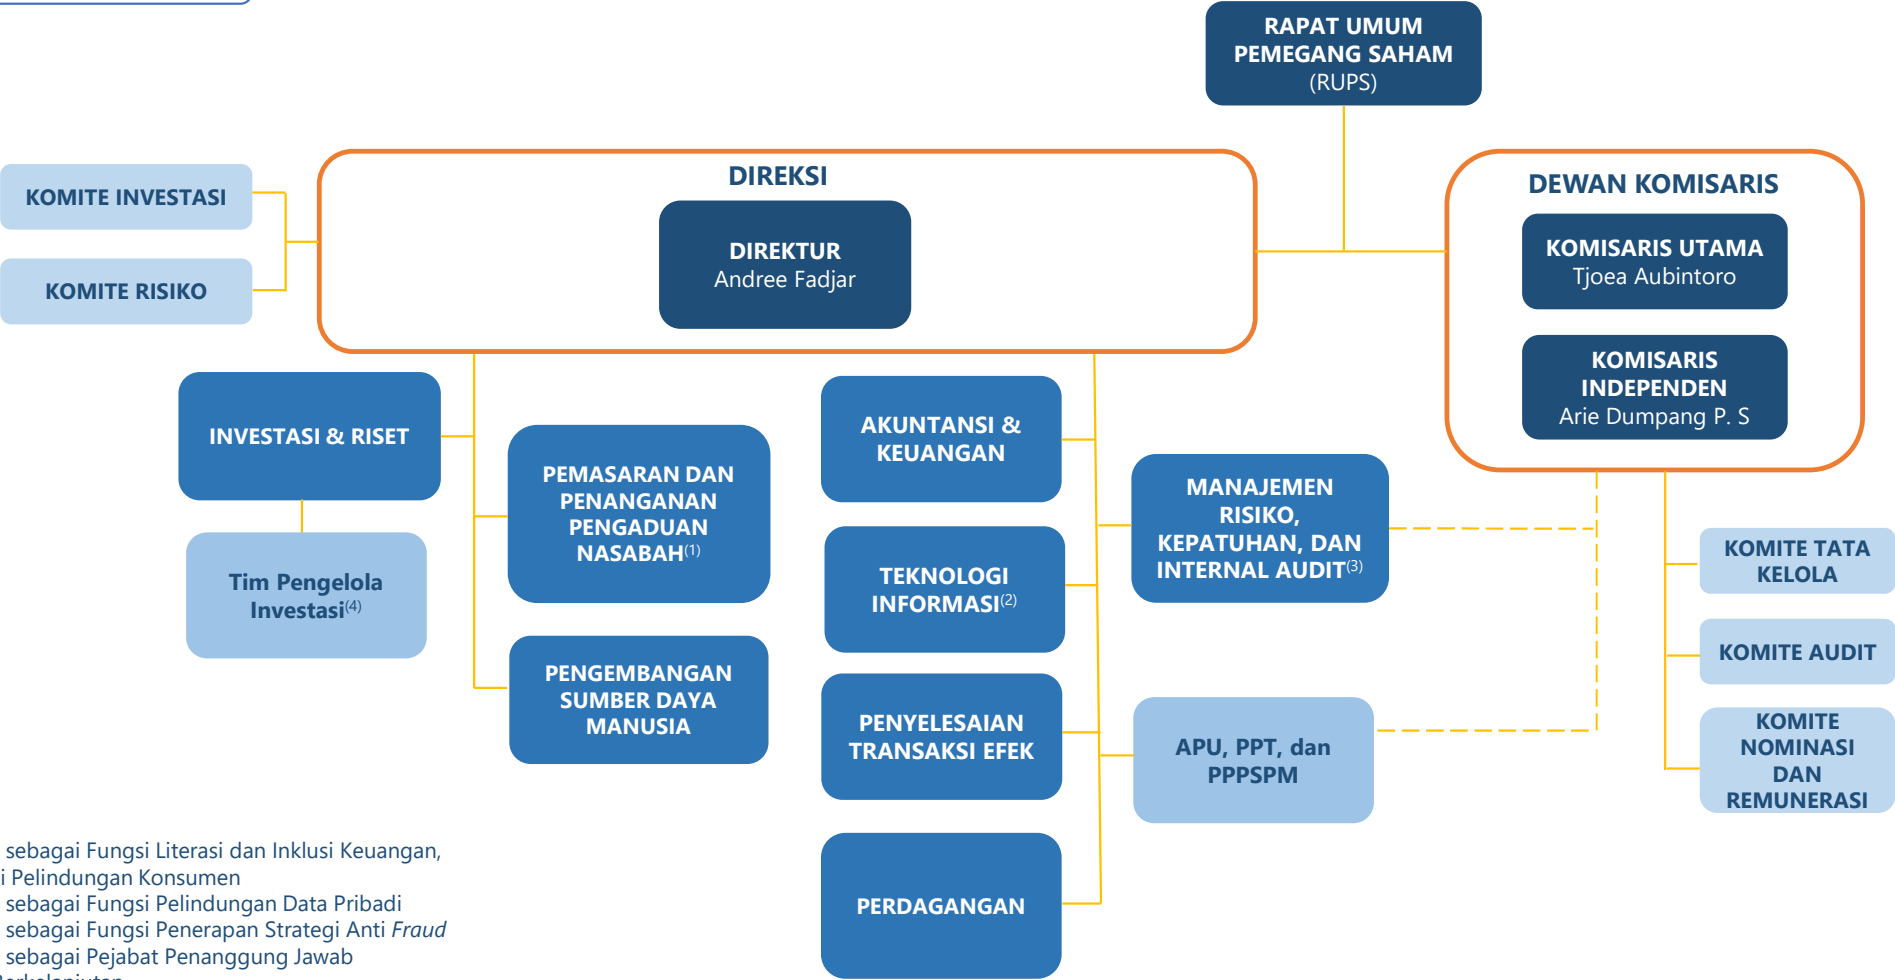 RAPAT UMUM
PEMEGANG SAHAM
(RUPS)
KOMITE INVESTASI
KOMITE RISIKO
DIREKSI
DIREKTUR
Andree Fadjar
DEWAN KOMISARIS
KOMISARIS UTAMA
Tjoea Aubintoro
KOMISARIS
INDEPENDEN
Arie Dumpang P. S
INVESTASI & RISET
Tim Pengelola
Investasi(4)
PEMASARAN DAN
PENANGANAN
PENGADUAN
NASABAH(1)
PENGEMBANGAN
SUMBER DAYA
MANUSIA
AKUNTANSI &
KEUANGAN
TEKNOLOGI
INFORMASI(2)
PENYELESAIAN
TRANSAKSI EFEK
PERDAGANGAN
MANAJEMEN
RISIKO,
KEPATUHAN, DAN
INTERNAL AUDIT(3)
APU, PPT, dan
PPPSPM
KOMITE TATA
KELOLA
KOMITE AUDIT
KOMITE
NOMINASI
DAN
REMUNERASI
sebagai Fungsi Literasi dan Inklusi Keuangan,
i Pelindungan Konsumen
sebagai Fungsi Pelindungan Data Pribadi
sebagai Fungsi Penerapan Strategi Anti Fraud
sebagai Pejabat Penanggung Jawab